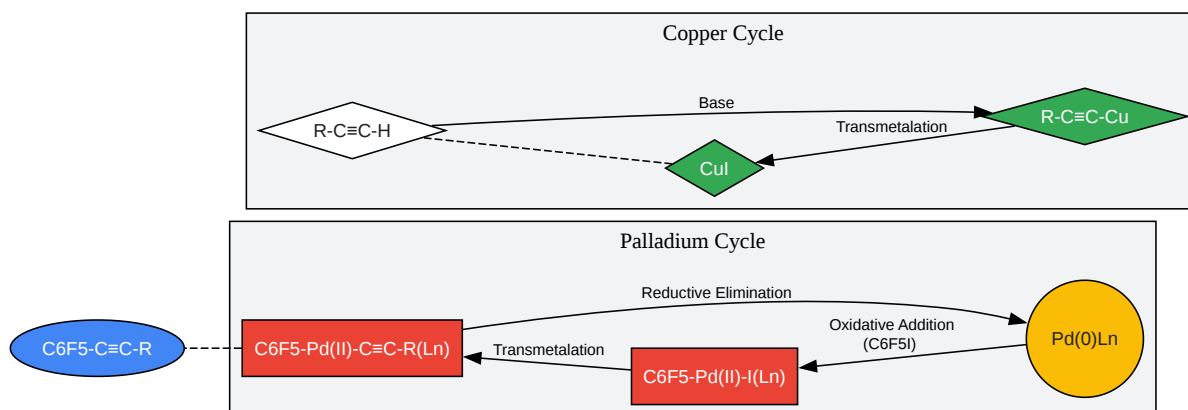 Copper Cycle
Base
R-C≡C-H
R-C≡C-Cu
Transmetalation
CuI
Palladium Cycle
Reductive Elimination
Oxidative Addition
(C6F5I)
Pd(0)Ln
C6F5-C≡C-R
C6F5-Pd(II)-C≡C-R(Ln)
Transmetalation
C6F5-Pd(II)-I(Ln)